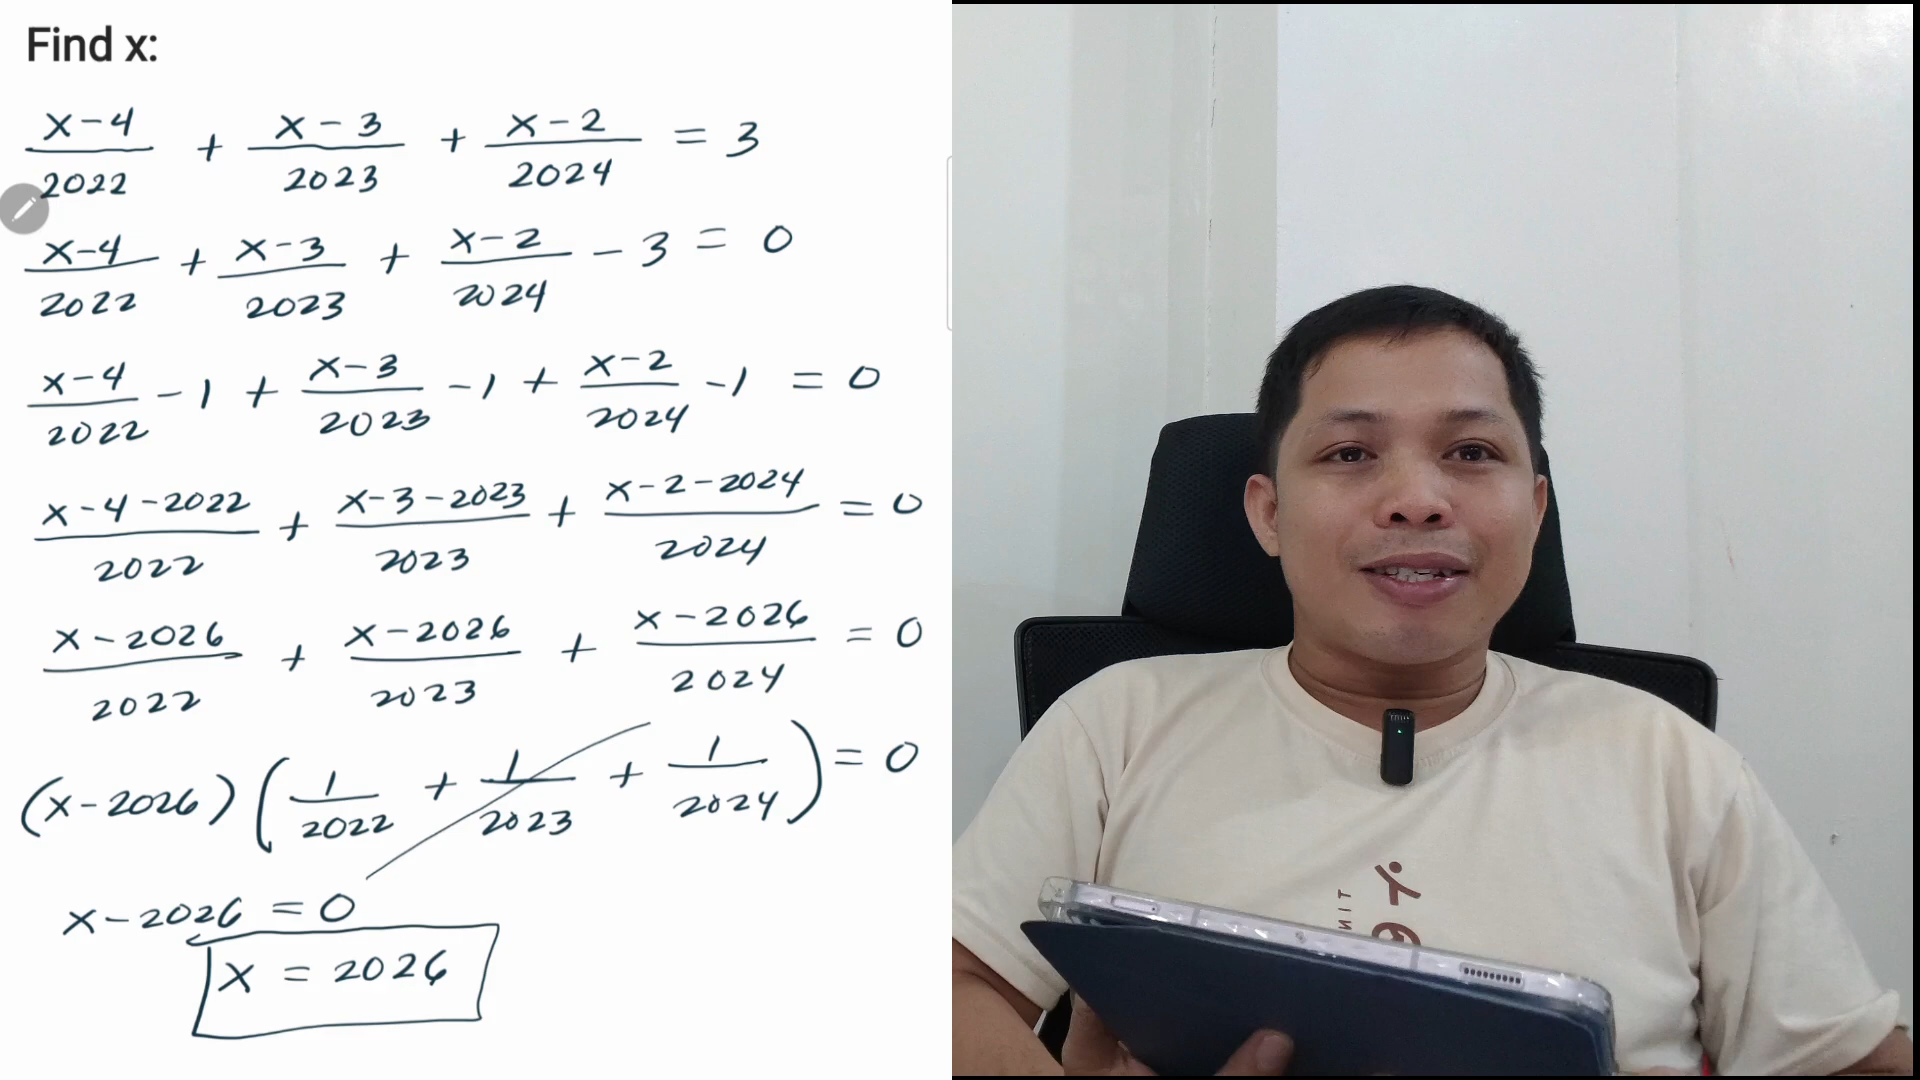 Find x:
x-4/2022 + x-3/2023 + x-2/2024 = 3
x-4/2022 + x-3/2023 + x-2/2024 - 3 = 0
x-4/2022 - 1 + x-3/2023 - 1 + x-2/2024 - 1 = 0
x-4-2022/2022 + x-3-2023/2023 + x-2-2024/2024 = 0
x-2026/2022 + x-2026/2023 + x-2026/2024 = 0
(x-2026)(1/2022 + 1/2023 + 1/2024) = 0
x-2026 = 0
x = 2026
TIN